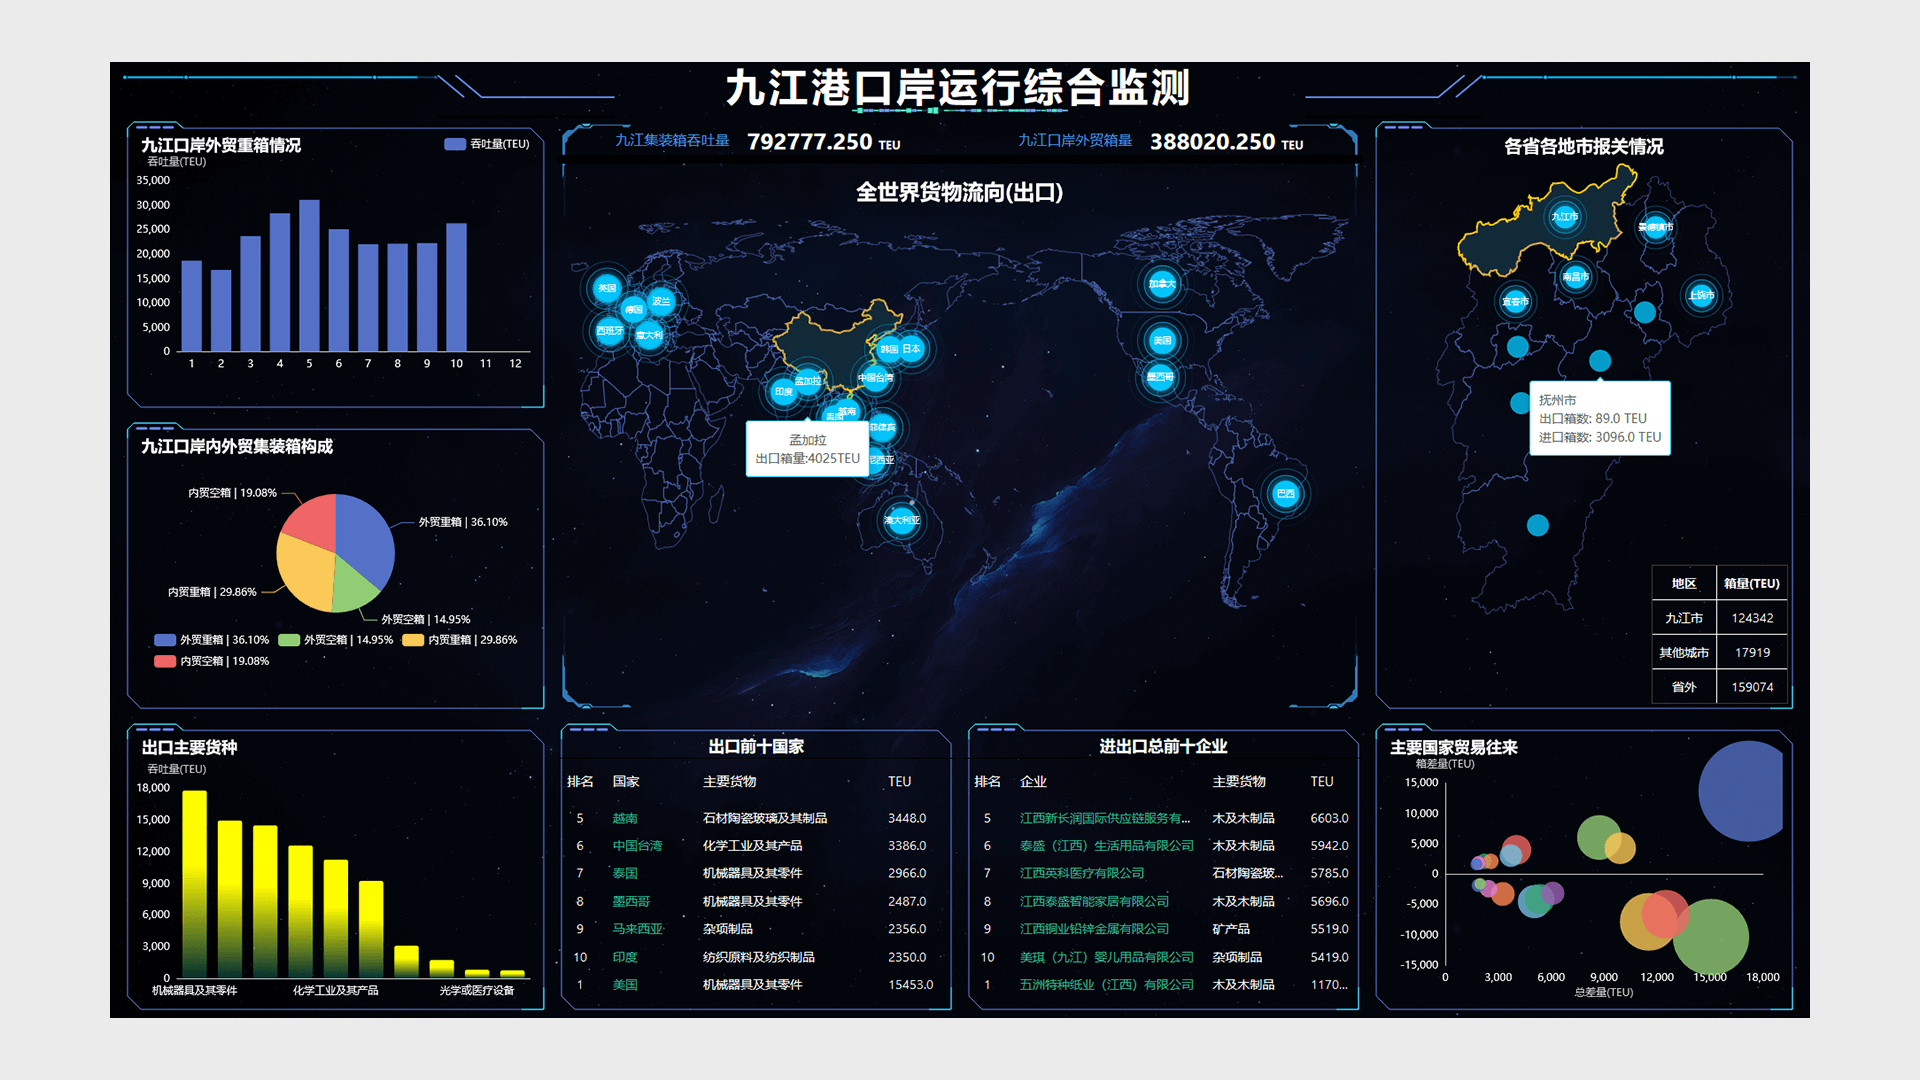 九江港口岸运行综合监测
九江口岸外贸重箱情况
吞吐量(TEU)
吞吐量(TEU)
35,000
30,000
25,000
20,000
15,000
10,000
5,000
0
1 2 3 4 5 6 7 8 9 10 11 12
九江口岸内外贸集装箱构成
内贸空箱 | 19.08%
外贸重箱 | 36.10%
内贸重箱 | 29.86%
外贸空箱 | 14.95%
外贸重箱 | 36.10% 外贸空箱 | 14.95% 内贸重箱 | 29.86%
内贸空箱 | 19.08%
出口主要货种
吞吐量(TEU)
18,000
15,000
12,000
9,000
6,000
3,000
0
机械器具及其零件 化学工业及其产品 光学或医疗设备
九江集装箱吞吐量 792777.250 TEU 九江口岸外贸箱量 388020.250 TEU
全世界货物流向(出口)
英国
德国
波兰
西班牙
意大利
加拿大
美国
墨西哥
韩国
日本
中国台湾
孟加拉
印度
泰国
越南
菲律宾
尼西亚
澳大利亚
巴西
孟加拉
出口箱量:4025TEU
出口前十国家
排名 国家 主要货物 TEU
5 越南 石材陶瓷玻璃及其制品 3448.0
6 中国台湾 化学工业及其产品 3386.0
7 泰国 机械器具及其零件 2966.0
8 墨西哥 机械器具及其零件 2487.0
9 马来西亚 杂项制品 2356.0
10 印度 纺织原料及纺织制品 2350.0
1 美国 机械器具及其零件 15453.0
进出口总前十企业
排名 企业 主要货物 TEU
5 江西新长润国际供应链服务有... 木及木制品 6603.0
6 泰盛（江西）生活用品有限公司 木及木制品 5942.0
7 江西英科医疗有限公司 石材陶瓷玻... 5785.0
8 江西泰盛智能家居有限公司 木及木制品 5696.0
9 江西铜业铅锌金属有限公司 矿产品 5519.0
10 美琪（九江）婴儿用品有限公司 杂项制品 5419.0
1 五洲特种纸业（江西）有限公司 木及木制品 1170...
各省各地市报关情况
九江市
景德镇市
南昌市
宜春市
上饶市
抚州市
出口箱数: 89.0 TEU
进口箱数: 3096.0 TEU
地区 箱量(TEU)
九江市 124342
其他城市 17919
省外 159074
主要国家贸易往来
箱差量(TEU)
15,000
10,000
5,000
0
-5,000
-10,000
-15,000
0 3,000 6,000 9,000 12,000 15,000 18,000
总差量(TEU)